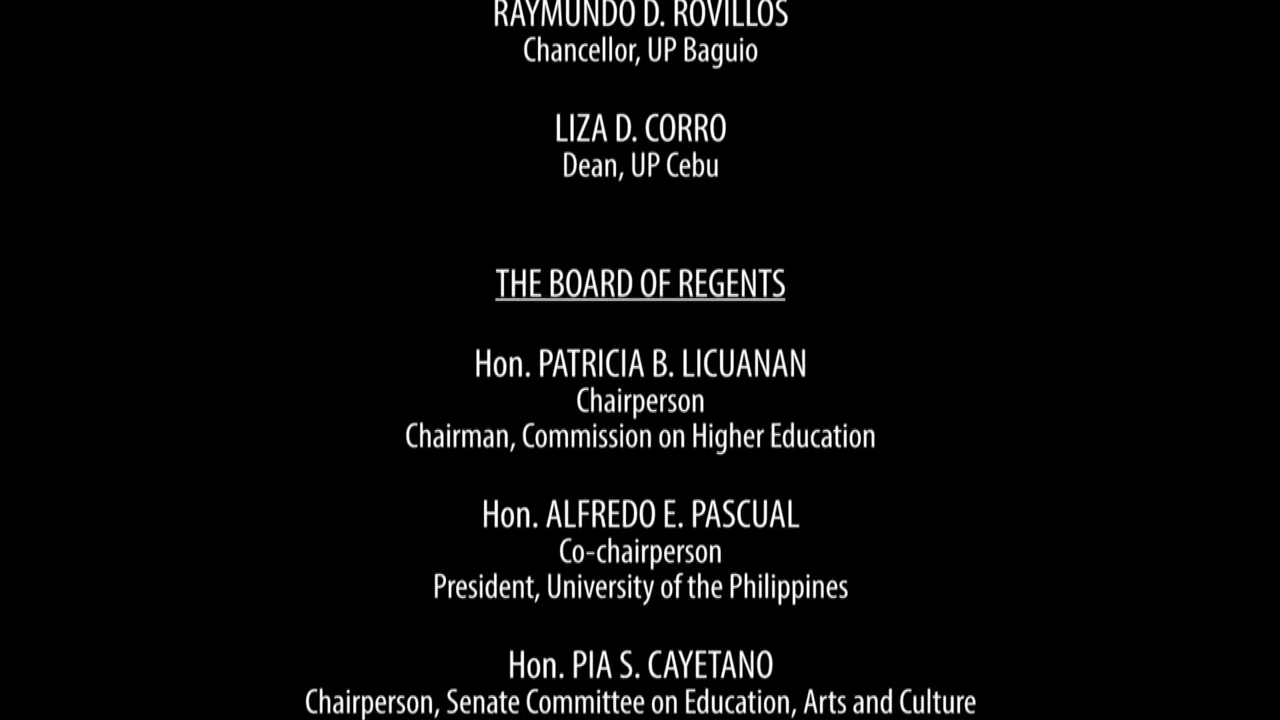 RAYMUNDO D. ROVILLOS
Chancellor, UP Baguio
LIZA D. CORRO
Dean, UP Cebu
THE BOARD OF REGENTS
Hon. PATRICIA B. LICUANAN
Chairperson
Chairman, Commission on Higher Education
Hon. ALFREDO E. PASCUAL
Co-chairperson
President, University of the Philippines
Hon. PIA S. CAYETANO
Chairperson, Senate Committee on Education, Arts and Culture